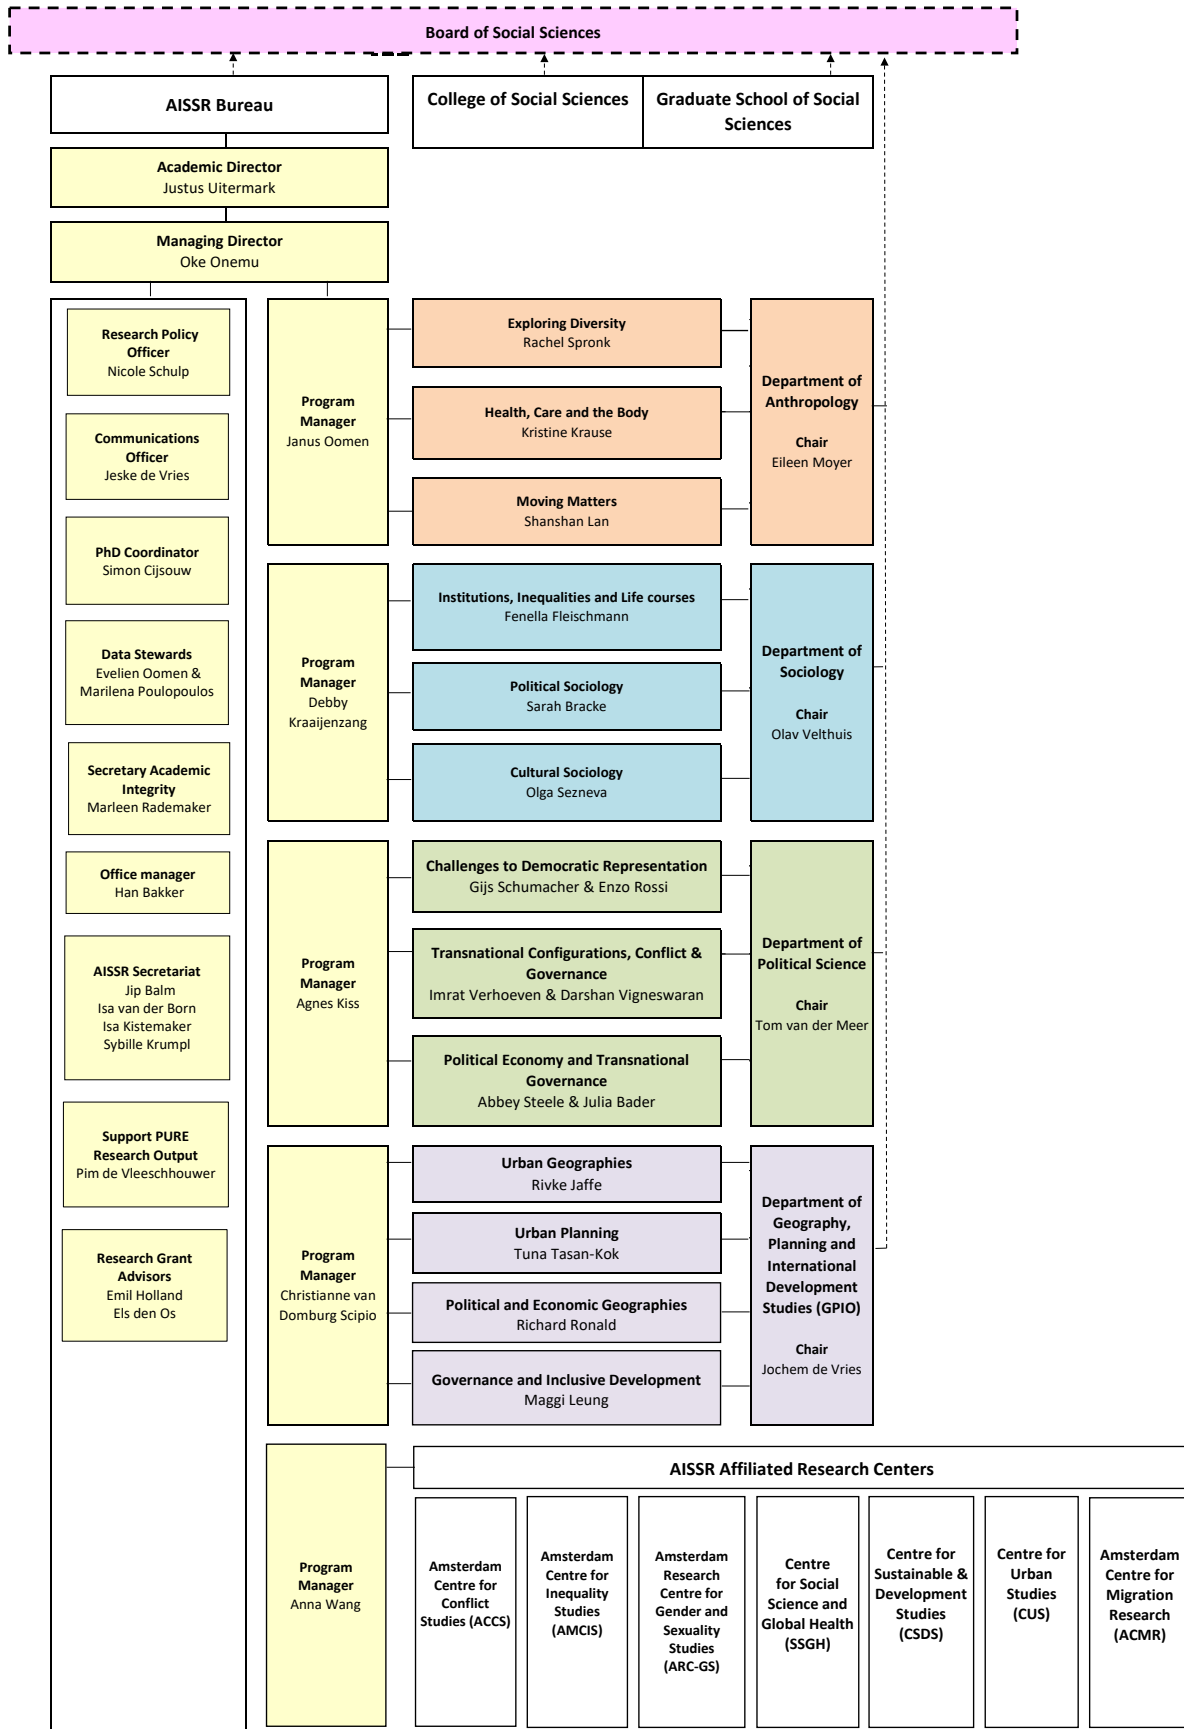 Board of Social Sciences
AISSR Bureau
College of Social Sciences
Graduate School of Social
Sciences
Academic Director
Justus Uitermark
Managing Director
Oke Onemu
Research Policy
Officer
Nicole Schulp
Communications
Officer
Jeske de Vries
PhD Coordinator
Simon Cijsouw
Data Stewards
Evelien Oomen &
Marilena Poulopoulos
Secretary Academic
Integrity
Marleen Rademaker
Office manager
Han Bakker
AISSR Secretariat
Jip Balm
Isa van der Born
Isa Kistemaker
Sybille Krumpl
Support PURE
Research Output
Pim de Vleeschhouwer
Research Grant
Advisors
Emil Holland
Els den Os
Program
Manager
Janus Oomen
Exploring Diversity
Rachel Spronk
Health, Care and the Body
Kristine Krause
Moving Matters
Shanshan Lan
Department of
Anthropology
Chair
Eileen Moyer
Program
Manager
Debby
Kraaijenzang
Institutions, Inequalities and Life courses
Fenella Fleischmann
Political Sociology
Sarah Bracke
Cultural Sociology
Olga Sezneva
Department of
Sociology
Chair
Olav Velthuis
Program
Manager
Agnes Kiss
Challenges to Democratic Representation
Gijs Schumacher & Enzo Rossi
Transnational Configurations, Conflict &
Governance
Imrat Verhoeven & Darshan Vigneswaran
Political Economy and Transnational
Governance
Abbey Steele & Julia Bader
Department of
Political Science
Chair
Tom van der Meer
Program
Manager
Christianne van
Domburg Scipio
Urban Geographies
Rivke Jaffe
Urban Planning
Tuna Tasan-Kok
Political and Economic Geographies
Richard Ronald
Governance and Inclusive Development
Maggi Leung
Department of
Geography,
Planning and
International
Development
Studies (GPIO)
Chair
Jochem de Vries
Program
Manager
Anna Wang
AISSR Affiliated Research Centers
Amsterdam
Centre for
Conflict
Studies (ACCS)
Amsterdam
Centre for
Inequality
Studies
(AMCIS)
Amsterdam
Research
Centre for
Gender and
Sexuality
Studies
(ARC-GS)
Centre
for Social
Science and
Global Health
(SSGH)
Centre for
Sustainable &
Development
Studies
(CSDS)
Centre for
Urban
Studies
(CUS)
Amsterdam
Centre for
Migration
Research
(ACMR)